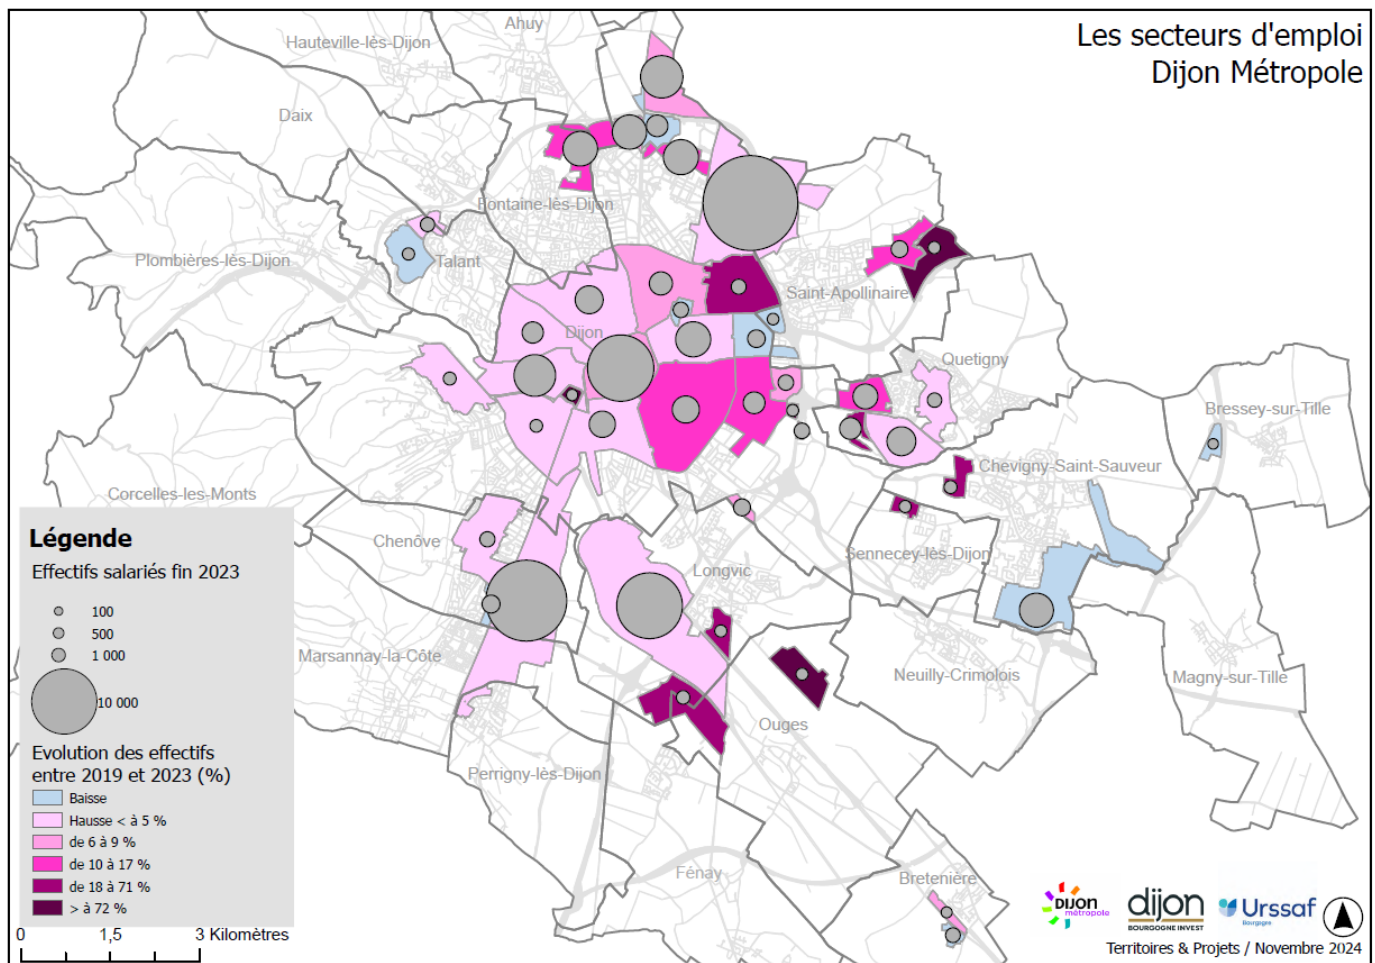 Les secteurs d'emploi
Dijon Métropole
Ahuy
Hauteville-lès-Dijon
Daix
Fontaine-lès-Dijon
Plombières-lès-Dijon
Talant
Saint-Apollinaire
Dijon
Quetigny
Bressey-sur-Tille
Chevigny-Saint-Sauveur
Corcelles-les-Monts
Chenôve
Longvic
Sennecey-lès-Dijon
Marsannay-la-Côte
Neuilly-Crimolois
Magny-sur-Tille
Ouges
Perrigny-lès-Dijon
Fénay
Bretenière
Légende
Effectifs salariés fin 2023
100
500
1 000
10 000
Evolution des effectifs
entre 2019 et 2023 (%)
Baisse
Hausse < à 5 %
de 6 à 9 %
de 10 à 17 %
de 18 à 71 %
> à 72 %
0 1,5 3 Kilomètres
DIJON
métropole
dijon
BOURGOGNE INVEST
Urssaf
Bourgogne
Territoires & Projets / Novembre 2024